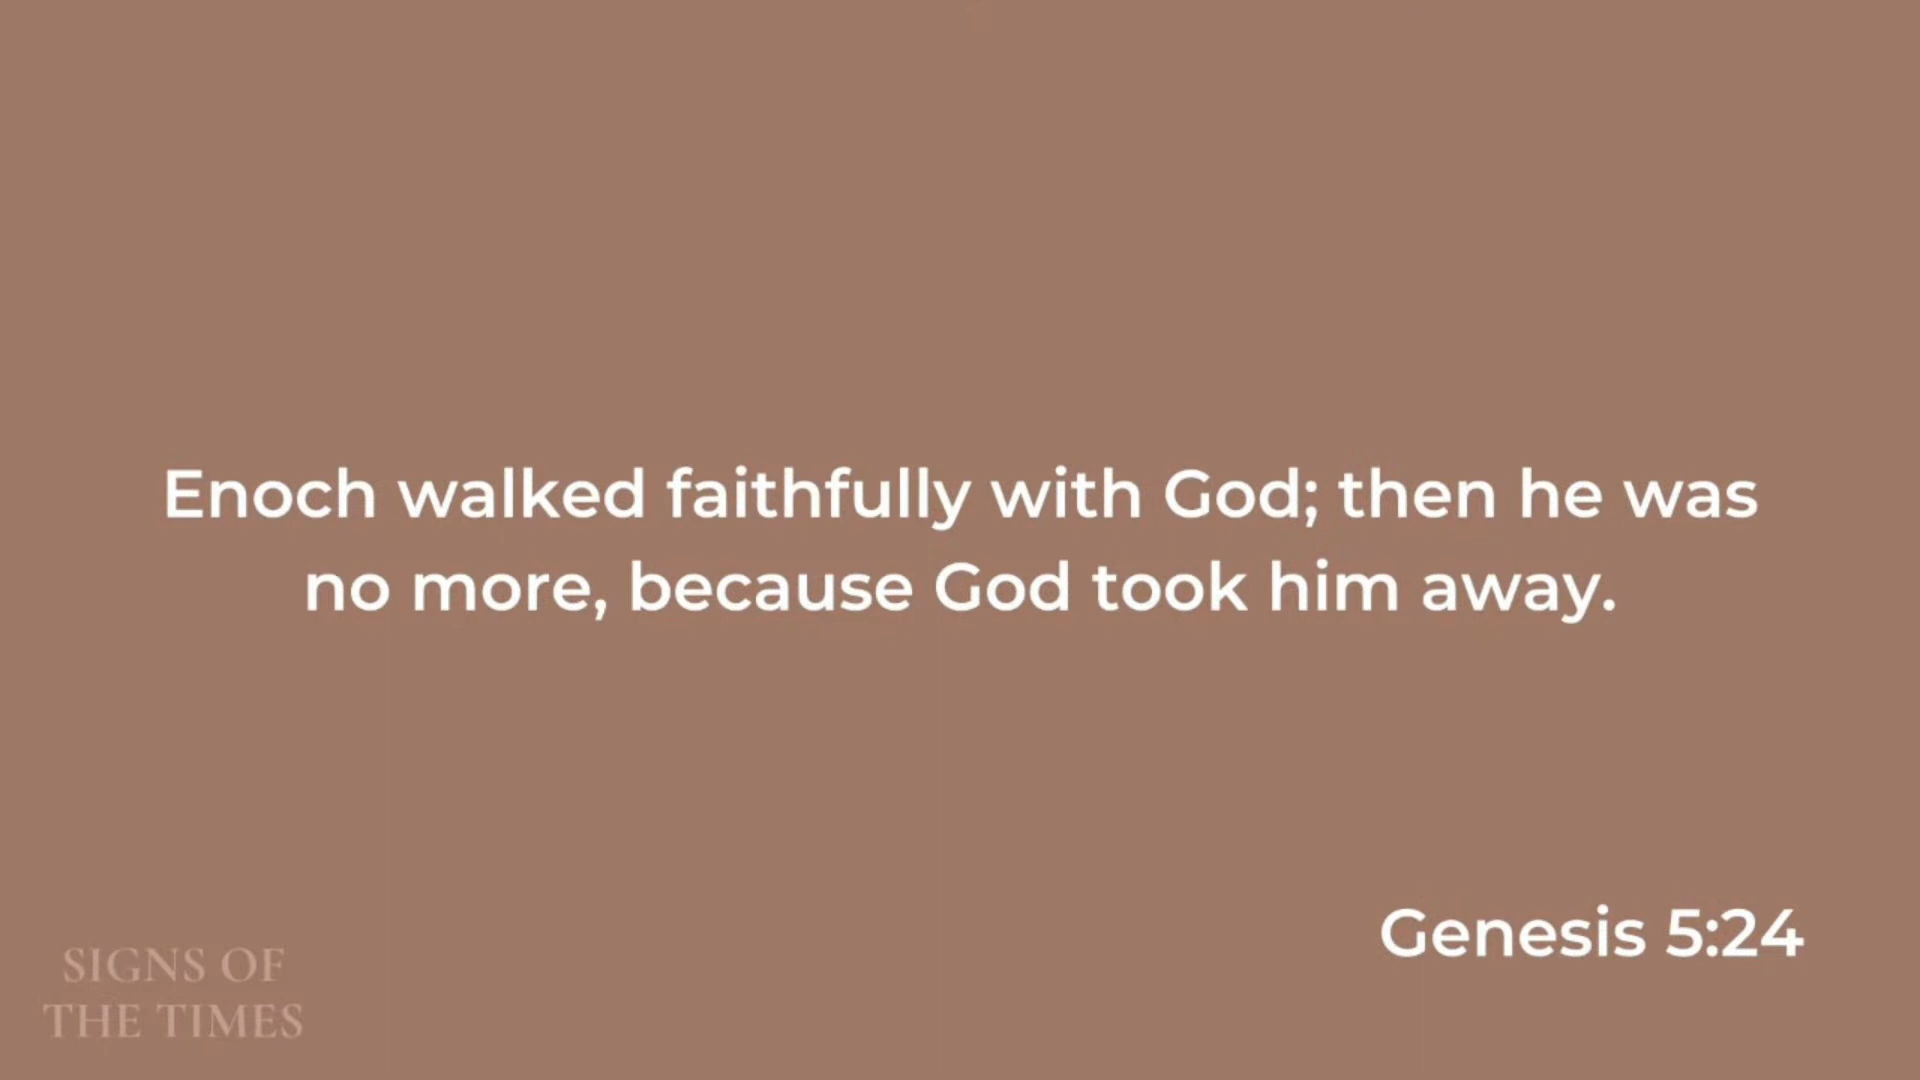 Enoch walked faithfully with God; then he was
no more, because God took him away.
Genesis 5:24
SIGNS OF
THE TIMES